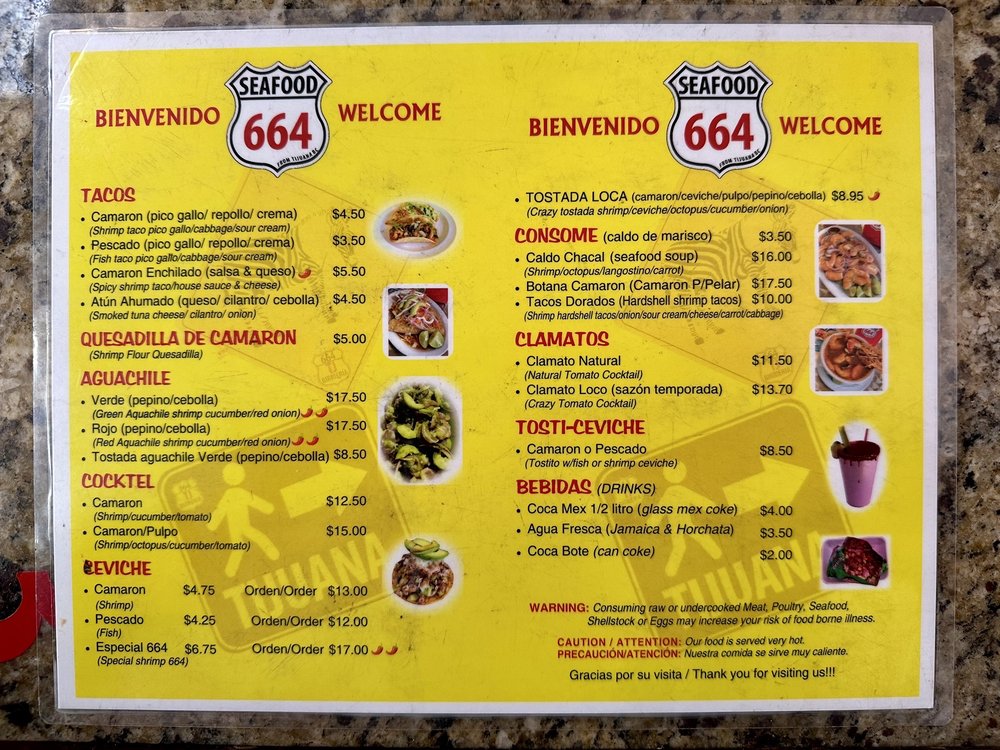 BIENVENIDO SEAFOOD 664 FROM TIJUANA BC WELCOME
TACOS
• Camaron (pico gallo/ repollo/ crema) $4.50
(Shrimp taco pico gallo/cabbage/sour cream)
• Pescado (pico gallo/ repollo/ crema) $3.50
(Fish taco pico gallo/cabbage/sour cream)
• Camaron Enchilado (salsa & queso) $5.50
(Spicy shrimp taco/house sauce & cheese)
• Atún Ahumado (queso/ cilantro/ cebolla) $4.50
(Smoked tuna cheese/ cilantro/ onion)
QUESADILLA DE CAMARON $5.00
(Shrimp Flour Quesadilla)
AGUACHILE
• Verde (pepino/cebolla) $17.50
(Green Aquachile shrimp cucumber/red onion)
• Rojo (pepino/cebolla) $17.50
(Red Aquachile shrimp cucumber/red onion)
• Tostada aguachile Verde (pepino/cebolla) $8.50
COCKTEL
• Camaron $12.50
(Shrimp/cucumber/tomato)
• Camaron/Pulpo $15.00
(Shrimp/octopus/cucumber/tomato)
CEVICHE
• Camaron $4.75 Orden/Order $13.00
(Shrimp)
• Pescado $4.25 Orden/Order $12.00
(Fish)
• Especial 664 $6.75 Orden/Order $17.00
(Special shrimp 664)
TIJUANA
BIENVENIDO SEAFOOD 664 FROM TIJUANA BC WELCOME
• TOSTADA LOCA (camaron/ceviche/pulpo/pepino/cebolla) $8.95
(Crazy tostada shrimp/ceviche/octopus/cucumber/onion)
CONSOME (caldo de marisco) $3.50
• Caldo Chacal (seafood soup) $16.00
(Shrimp/octopus/langostino/carrot)
• Botana Camaron (Camaron P/Pelar) $17.50
• Tacos Dorados (Hardshell shrimp tacos) $10.00
(Shrimp hardshell tacos/onion/sour cream/cheese/carrot/cabbage)
CLAMATOS
• Clamato Natural $11.50
(Natural Tomato Cocktail)
• Clamato Loco (sazón temporada) $13.70
(Crazy Tomato Cocktail)
TOSTI-CEVICHE
• Camaron o Pescado $8.50
(Tostito w/fish or shrimp ceviche)
BEBIDAS (DRINKS)
• Coca Mex 1/2 litro (glass mex coke) $4.00
• Agua Fresca (Jamaica & Horchata) $3.50
• Coca Bote (can coke) $2.00
TIJUANA
WARNING: Consuming raw or undercooked Meat, Poultry, Seafood,
Shellstock or Eggs may increase your risk of food borne illness.
CAUTION / ATTENTION: Our food is served very hot.
PRECAUCIÓN/ATENCIÓN: Nuestra comida se sirve muy caliente.
Gracias por su visita / Thank you for visiting us!!!